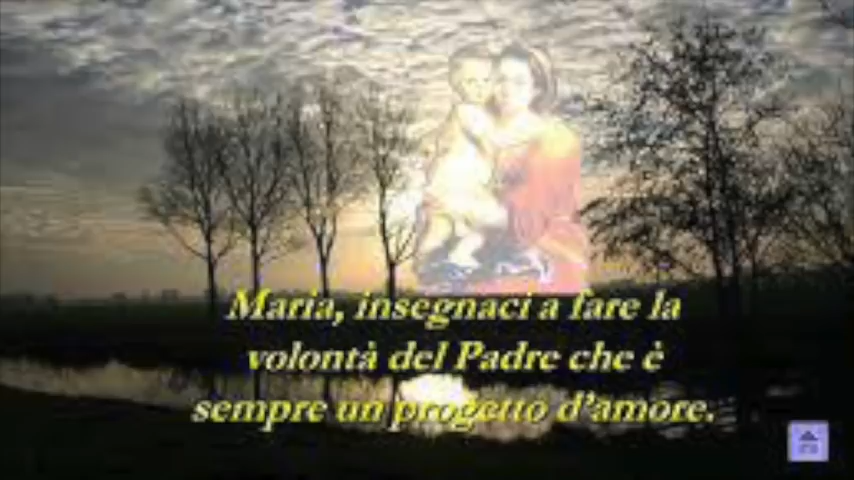 Maria, insegnaci a fare la
volontà del Padre che è
sempre un progetto d'amore.